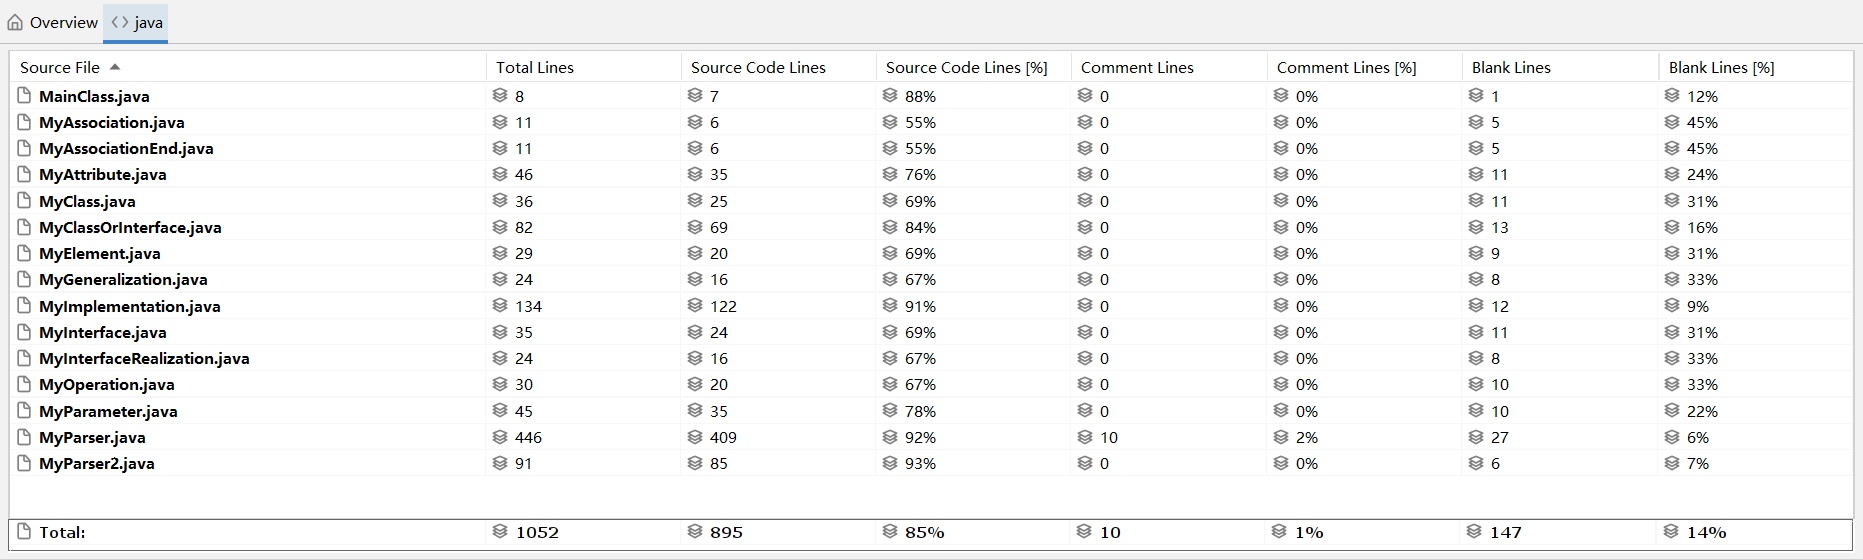 Overview java
Source File Total Lines Source Code Lines Source Code Lines [%] Comment Lines Comment Lines [%] Blank Lines Blank Lines [%]
MainClass.java 8 7 88% 0 0% 1 12%
MyAssociation.java 11 6 55% 0 0% 5 45%
MyAssociationEnd.java 11 6 55% 0 0% 5 45%
MyAttribute.java 46 35 76% 0 0% 11 24%
MyClass.java 36 25 69% 0 0% 11 31%
MyClassOrInterface.java 82 69 84% 0 0% 13 16%
MyElement.java 29 20 69% 0 0% 9 31%
MyGeneralization.java 24 16 67% 0 0% 8 33%
MyImplementation.java 134 122 91% 0 0% 12 9%
MyInterface.java 35 24 69% 0 0% 11 31%
MyInterfaceRealization.java 24 16 67% 0 0% 8 33%
MyOperation.java 30 20 67% 0 0% 10 33%
MyParameter.java 45 35 78% 0 0% 10 22%
MyParser.java 446 409 92% 10 2% 27 6%
MyParser2.java 91 85 93% 0 0% 6 7%
Total: 1052 895 85% 10 1% 147 14%